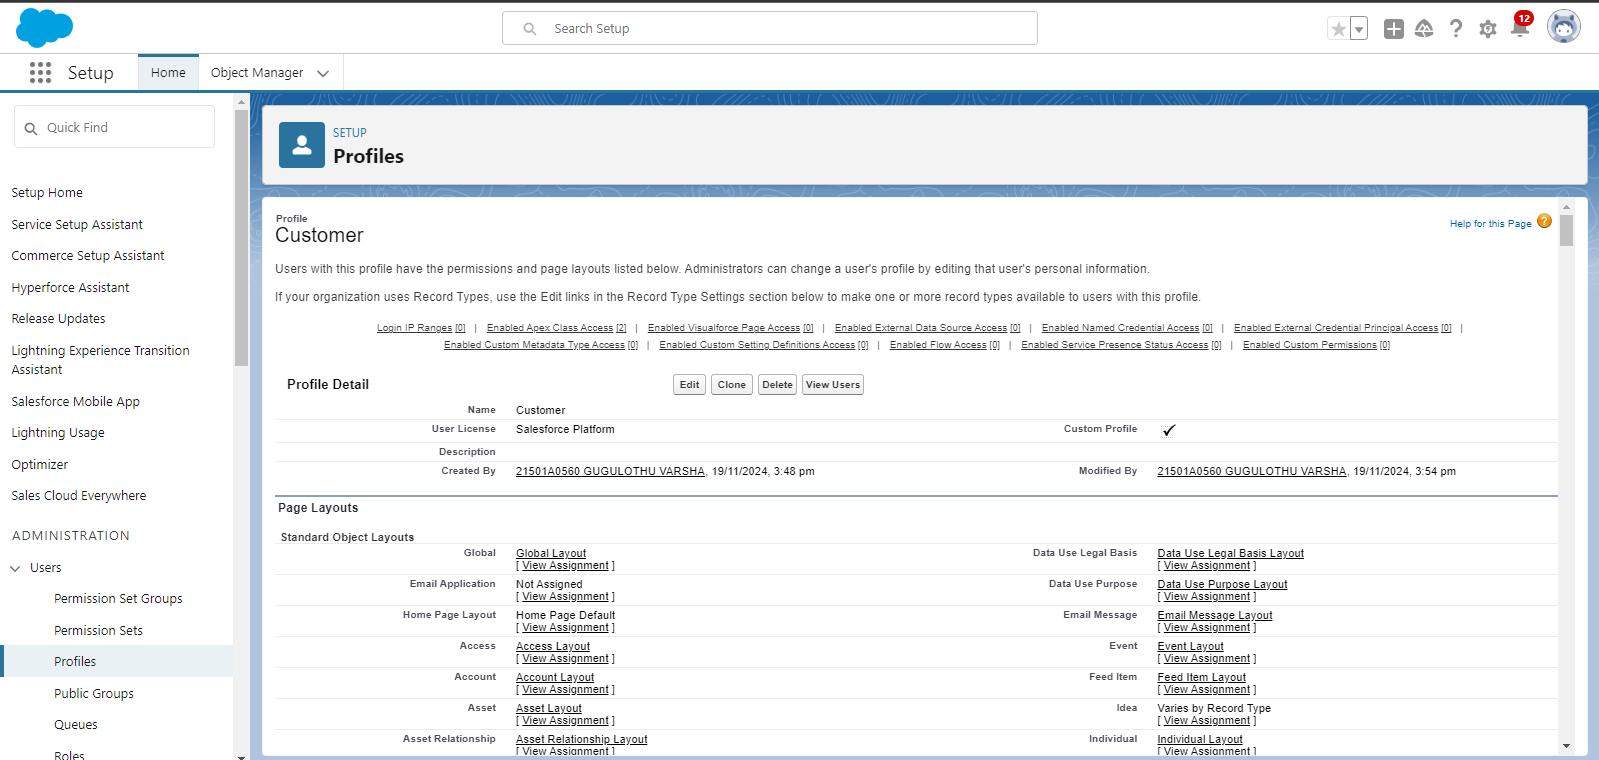 Search Setup
12
Setup
Home
Object Manager
Quick Find
Setup Home
Service Setup Assistant
Commerce Setup Assistant
Hyperforce Assistant
Release Updates
Lightning Experience Transition
Assistant
Salesforce Mobile App
Lightning Usage
Optimizer
Sales Cloud Everywhere
ADMINISTRATION
Users
Permission Set Groups
Permission Sets
Profiles
Public Groups
Queues
Roles
SETUP
Profiles
Profile
Customer
Help for this Page ?
Users with this profile have the permissions and page layouts listed below. Administrators can change a user's profile by editing that user's personal information.
If your organization uses Record Types, use the Edit links in the Record Type Settings section below to make one or more record types available to users with this profile.
Login IP Ranges [0] | Enabled Apex Class Access [2] | Enabled Visualforce Page Access [0] | Enabled External Data Source Access [0] | Enabled Named Credential Access [0] | Enabled External Credential Principal Access [0] |
Enabled Custom Metadata Type Access [0] | Enabled Custom Setting Definitions Access [0] | Enabled Flow Access [0] | Enabled Service Presence Status Access [0] | Enabled Custom Permissions [0]
Profile Detail Edit Clone Delete View Users
Name Customer
User License Salesforce Platform Custom Profile ✓
Description
Created By 21501A0560 GUGULOTHU VARSHA, 19/11/2024, 3:48 pm Modified By 21501A0560 GUGULOTHU VARSHA, 19/11/2024, 3:54 pm
Page Layouts
Standard Object Layouts
Global Global Layout Data Use Legal Basis Data Use Legal Basis Layout
[ View Assignment ] [ View Assignment ]
Email Application Not Assigned Data Use Purpose Data Use Purpose Layout
[ View Assignment ] [ View Assignment ]
Home Page Layout Home Page Default Email Message Email Message Layout
[ View Assignment ] [ View Assignment ]
Access Access Layout Event Event Layout
[ View Assignment ] [ View Assignment ]
Account Account Layout Feed Item Feed Item Layout
[ View Assignment ] [ View Assignment ]
Asset Asset Layout Idea Varies by Record Type
[ View Assignment ] [ View Assignment ]
Asset Relationship Asset Relationship Layout Individual Individual Layout
[ View Assignment ] [ View Assignment ]